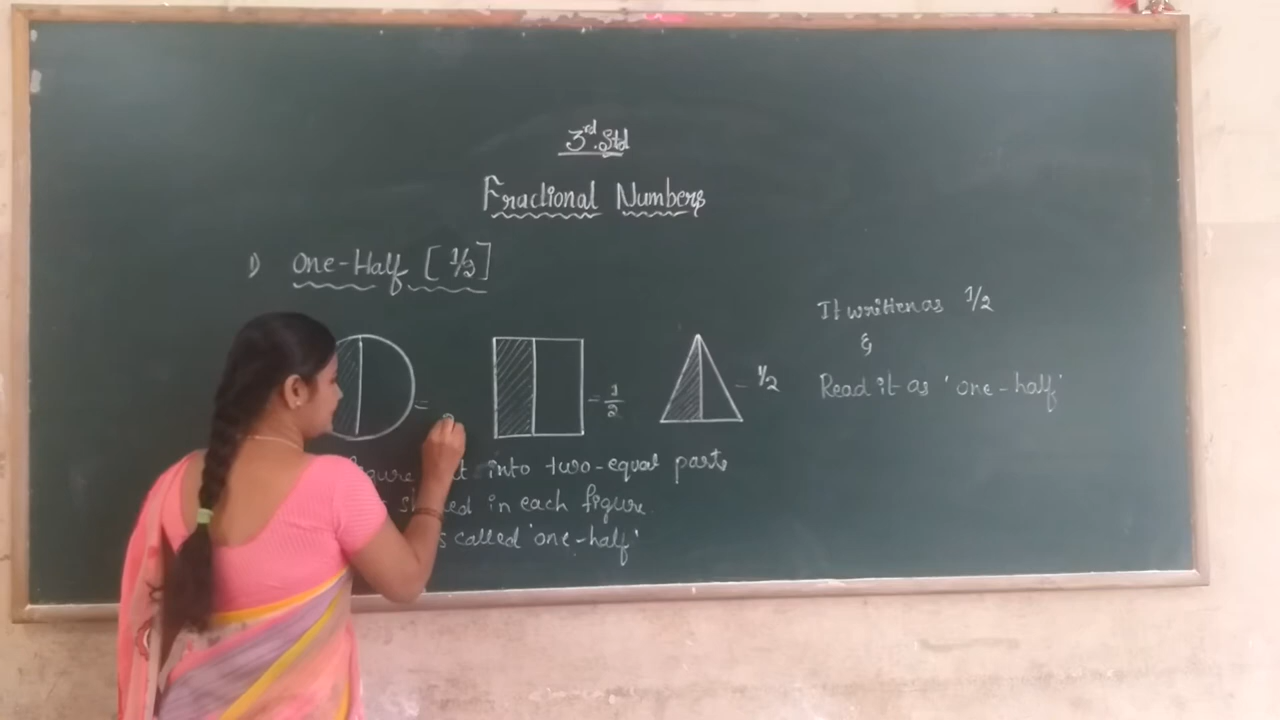 3rd.Std
Fractional Numbers
1) One-Half [1/2]
=
= 1/2
= 1/2
figure into two-equal parts
in each figure.
called 'one-half'
It written as 1/2
&
Read it as 'one-half'